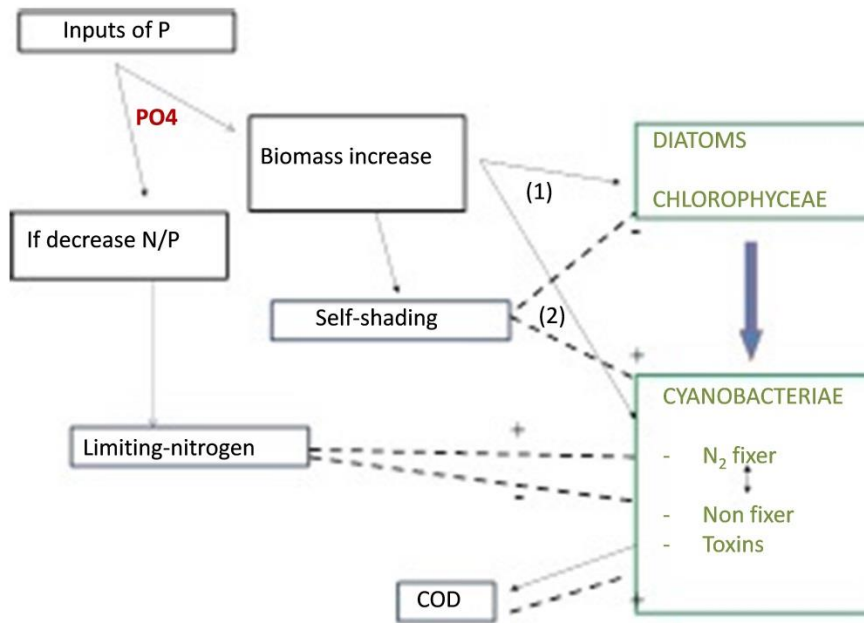 Inputs of P
PO4
Biomass increase
DIATOMS
(1)
CHLOROPHYCEAE
-
If decrease N/P
Self-shading
(2)
+
CYANOBACTERIAE
+
Limiting-nitrogen
- N₂ fixer
-
- Non fixer
- Toxins
COD
+